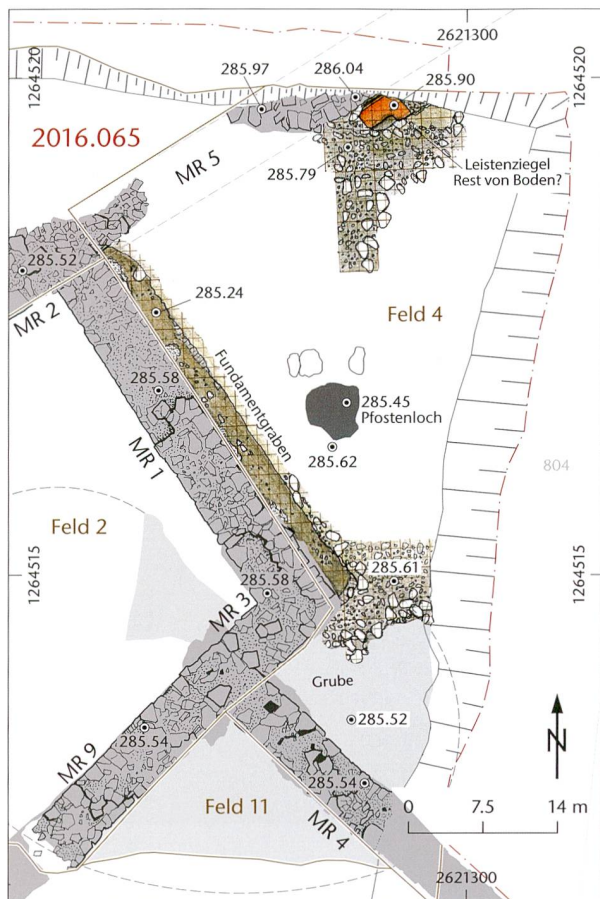 2621300
1264520
1264520
285.97
286.04
285.90
2016.065
MR 5
285.79
Leistenziegel
Rest von Boden?
285.52
MR 2
285.24
Feld 4
Fundamentgraben
285.58
285.45
Pfostenloch
285.62
MR 1
804
Feld 2
1264515
1264515
285.61
285.58
MR 3
Grube
285.52
N
285.54
MR 9
285.54
Feld 11
MR 4
0 7.5 14 m
2621300